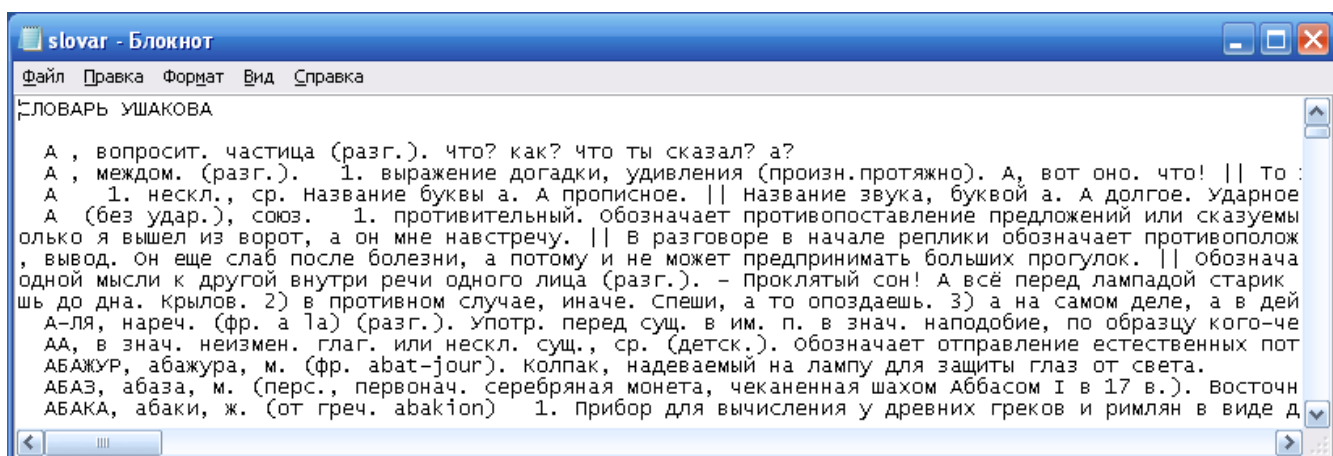 slovar - Блокнот
Файл Правка Формат Вид Справка
СЛОВАРЬ УШАКОВА
А , вопросит. частица (разг.). Что? как? что ты сказал? а?
А , междом. (разг.). 1. выражение догадки, удивления (произн.протяжно). А, вот оно. что! || То
А 1. нескл., ср. Название буквы а. А прописное. || Название звука, буквой а. А долгое. Ударное
А (без удар.), союз. 1. противительный. Обозначает противопоставление предложений или сказуемы
олько я вышел из ворот, а он мне навстречу. || В разговоре в начале реплики обозначает противополож
, вывод. Он еще слаб после болезни, а потому и не может предпринимать больших прогулок. || Обознача
одной мысли к другой внутри речи одного лица (разг.). – Проклятый сон! А всё перед лампадой старик
шь до дна. Крылов. 2) в противном случае, иначе. Спеши, а то опоздаешь. 3) а на самом деле, а в дей
А-ЛЯ, нареч. (фр. a la) (разг.). Употр. перед сущ. в им. п. в знач. наподобие, по образцу кого-че
АА, в знач. неизмен. глаг. или нескл. сущ., ср. (детск.). Обозначает отправление естественных пот
АБАЖУР, абажура, м. (фр. abat-jour). Колпак, надеваемый на лампу для защиты глаз от света.
АБАЗ, абаза, м. (перс., первонач. серебряная монета, чеканенная шахом Аббасом I в 17 в.). Восточн
АБАКА, абаки, ж. (от греч. abakion) 1. Прибор для вычисления у древних греков и римлян в виде д